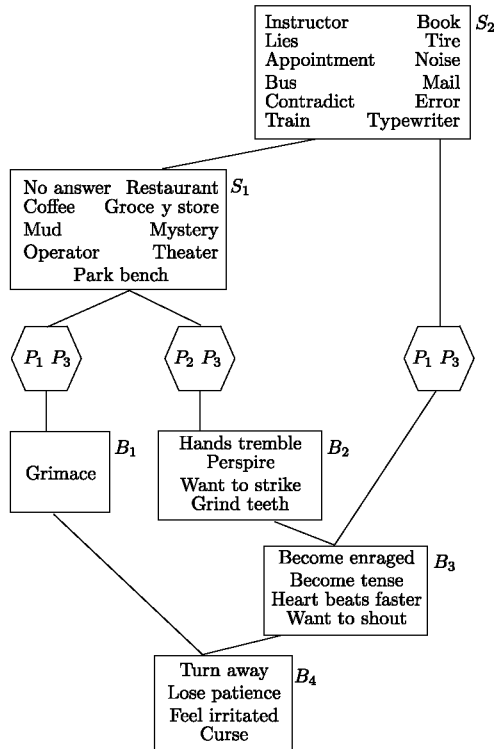 Instructor Book S₂
Lies Tire
Appointment Noise
Bus Mail
Contradict Error
Train Typewriter
No answer Restaurant S₁
Coffee Groce y store
Mud Mystery
Operator Theater
Park bench
P₁ P₃ P₂ P₃ P₁ P₃
Grimace B₁
Hands tremble B₂
Perspire
Want to strike
Grind teeth
Become enraged B₃
Become tense
Heart beats faster
Want to shout
Turn away B₄
Lose patience
Feel irritated
Curse